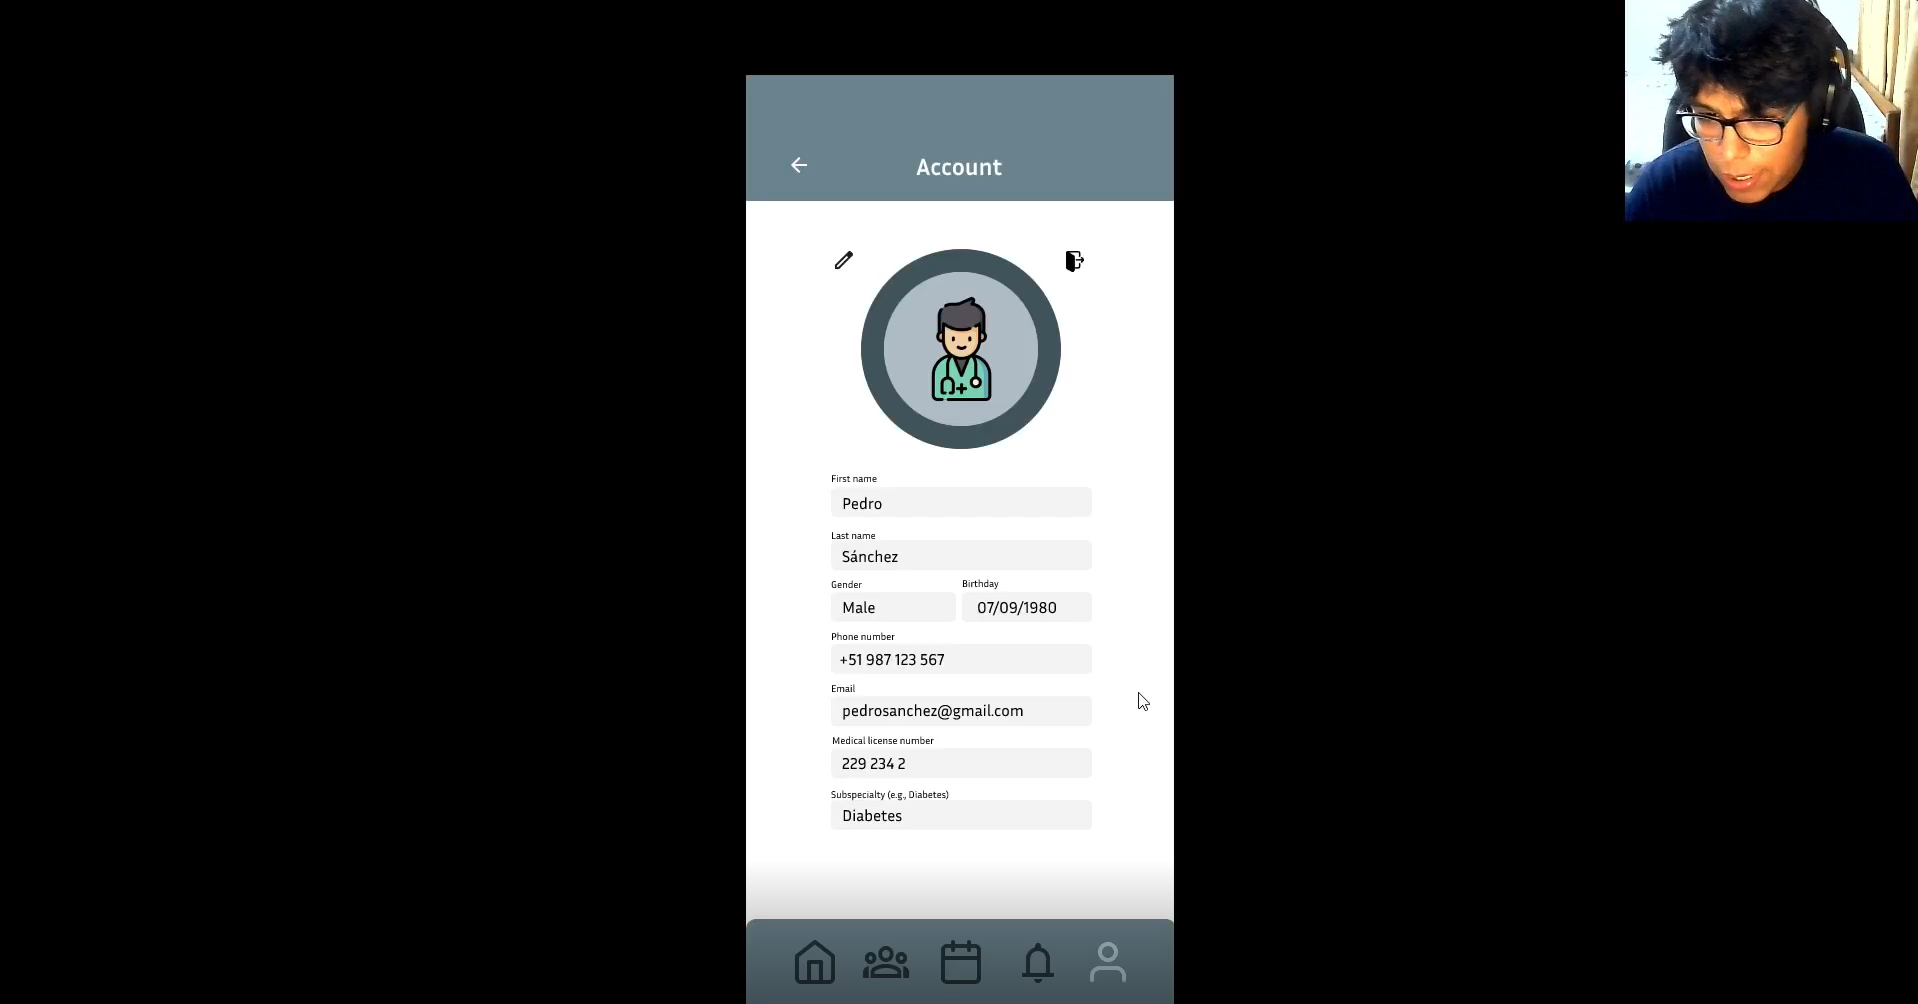 Account
First name
Pedro
Last name
Sánchez
Gender
Birthday
Male
07/09/1980
Phone number
+51 987 123 567
Email
pedrosanchez@gmail.com
Medical license number
229 234 2
Subspecialty (e.g., Diabetes)
Diabetes